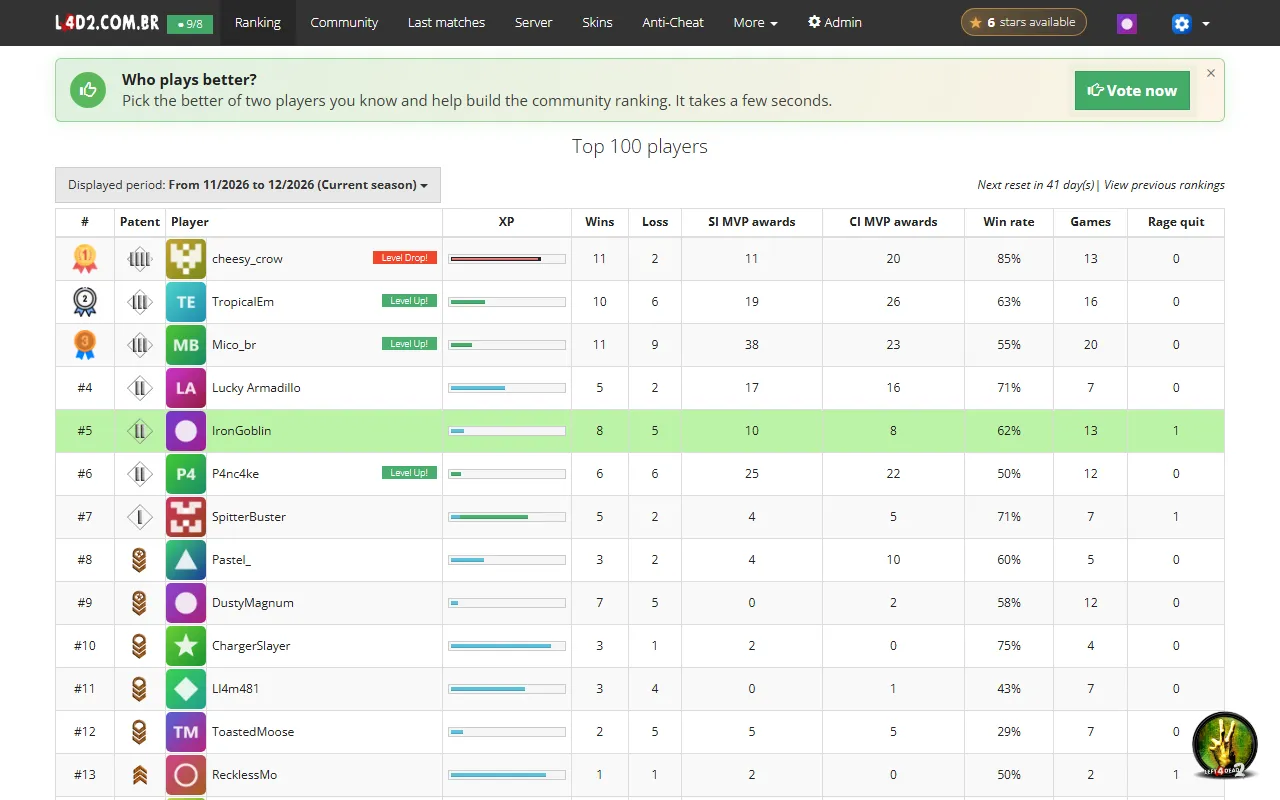 L4D2.COM.BR ● 9/8 Ranking Community Last matches Server Skins Anti-Cheat More Admin 6 stars available
Who plays better?
Pick the better of two players you know and help build the community ranking. It takes a few seconds.
Vote now
×
Top 100 players
Displayed period: From 11/2026 to 12/2026 (Current season)
Next reset in 41 day(s) | View previous rankings
# Patent Player XP Wins Loss SI MVP awards CI MVP awards Win rate Games Rage quit
1 cheesy_crow Level Drop! 11 2 11 20 85% 13 0
2 TE TropicalEm Level Up! 10 6 19 26 63% 16 0
3 MB Mico_br Level Up! 11 9 38 23 55% 20 0
#4 LA Lucky Armadillo 5 2 17 16 71% 7 0
#5 IronGoblin 8 5 10 8 62% 13 1
#6 P4 P4nc4ke Level Up! 6 6 25 22 50% 12 0
#7 SpitterBuster 5 2 4 5 71% 7 1
#8 Pastel_ 3 2 4 10 60% 5 0
#9 DustyMagnum 7 5 0 2 58% 12 0
#10 ChargerSlayer 3 1 2 0 75% 4 0
#11 Ll4m481 3 4 0 1 43% 7 0
#12 TM ToastedMoose 2 5 5 5 29% 7 0
#13 RecklessMo 1 1 2 0 50% 2 1
LEFT 4 DEAD 2